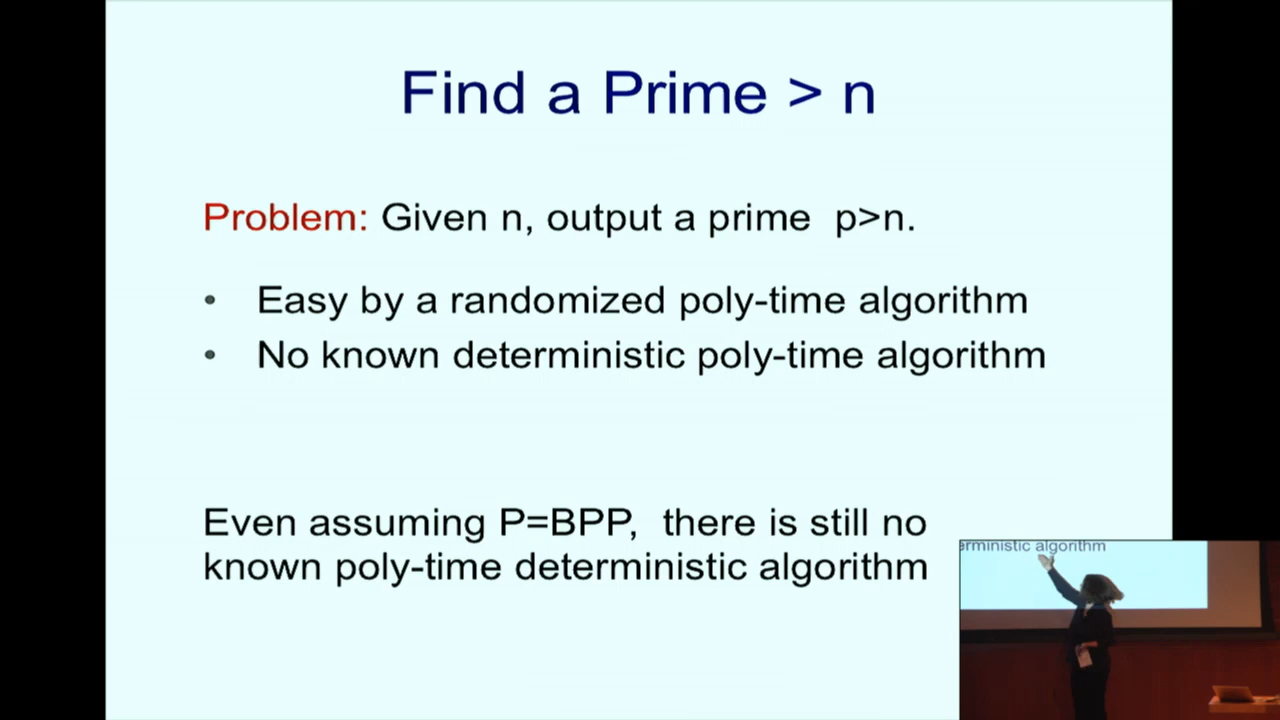 Find a Prime > n
Problem: Given n, output a prime p>n.
• Easy by a randomized poly-time algorithm
• No known deterministic poly-time algorithm
Even assuming P=BPP, there is still no
known poly-time deterministic algorithm
erministic algorithm